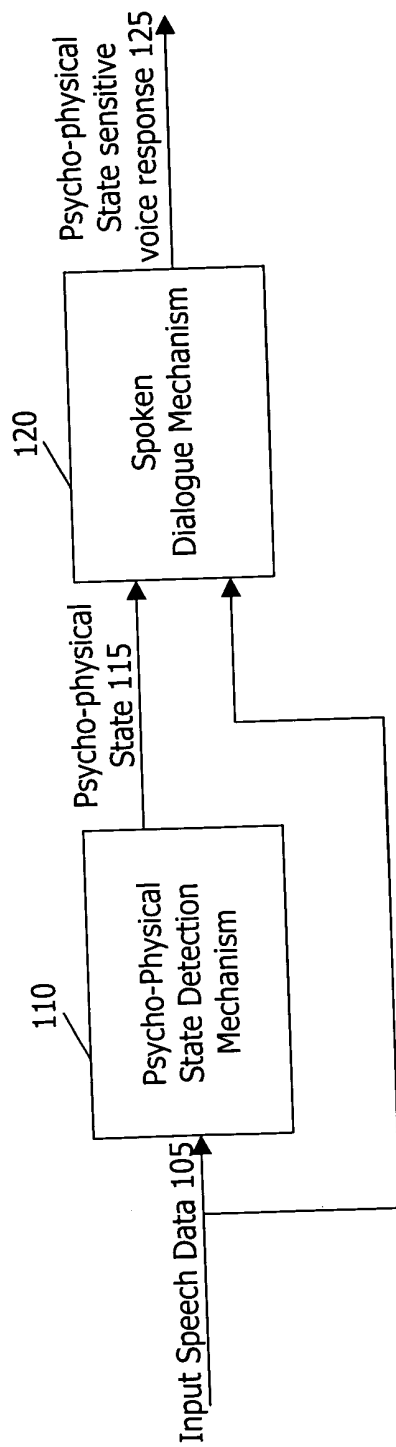 Input Speech Data 105
110
Psycho-Physical
State Detection
Mechanism
Psycho-physical
State 115
120
Spoken
Dialogue Mechanism
Psycho-physical
State sensitive
voice response 125